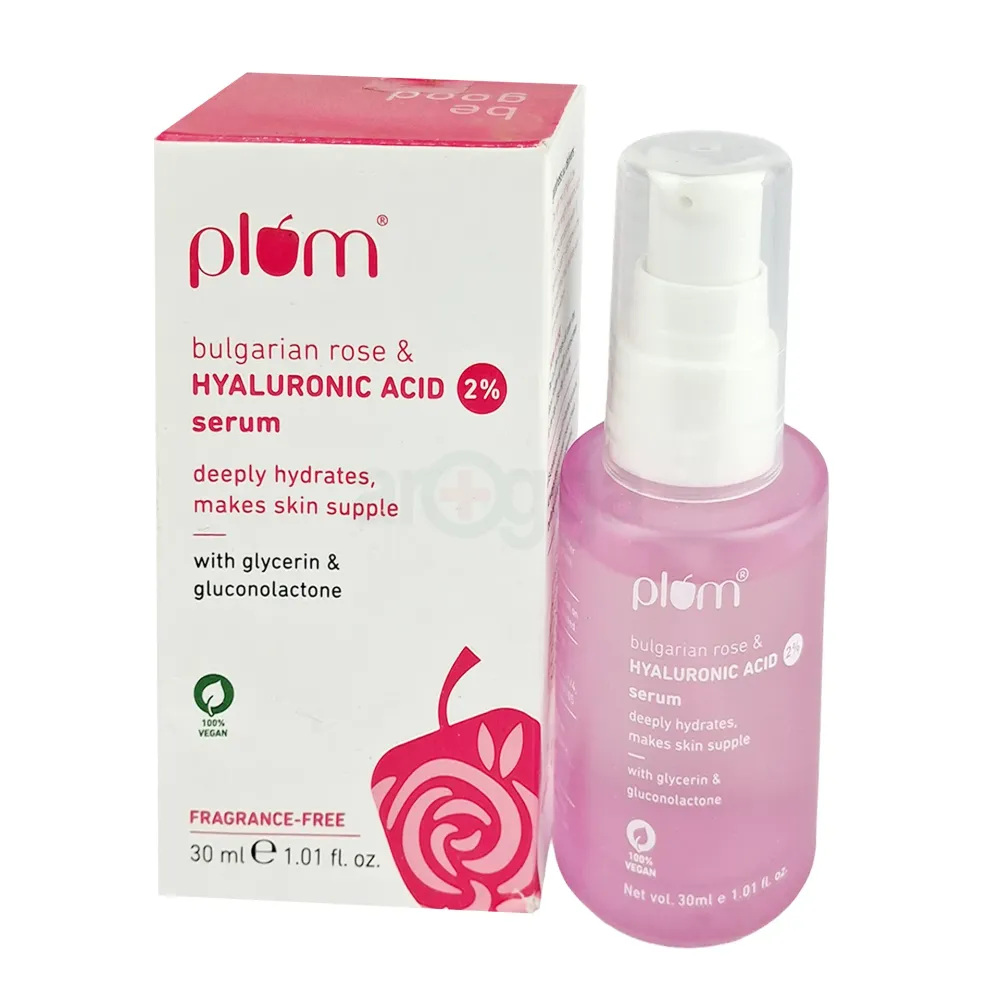 be
good
plum®
bulgarian rose &
HYALURONIC ACID 2%
serum
deeply hydrates,
makes skin supple
with glycerin &
gluconolactone
100%
VEGAN
FRAGRANCE-FREE
30 ml ℮ 1.01 fl. oz.
arogga
plum®
bulgarian rose &
HYALURONIC ACID 2%
serum
deeply hydrates,
makes skin supple
with glycerin &
gluconolactone
100%
VEGAN
Net vol. 30ml e 1.01 fl. oz.